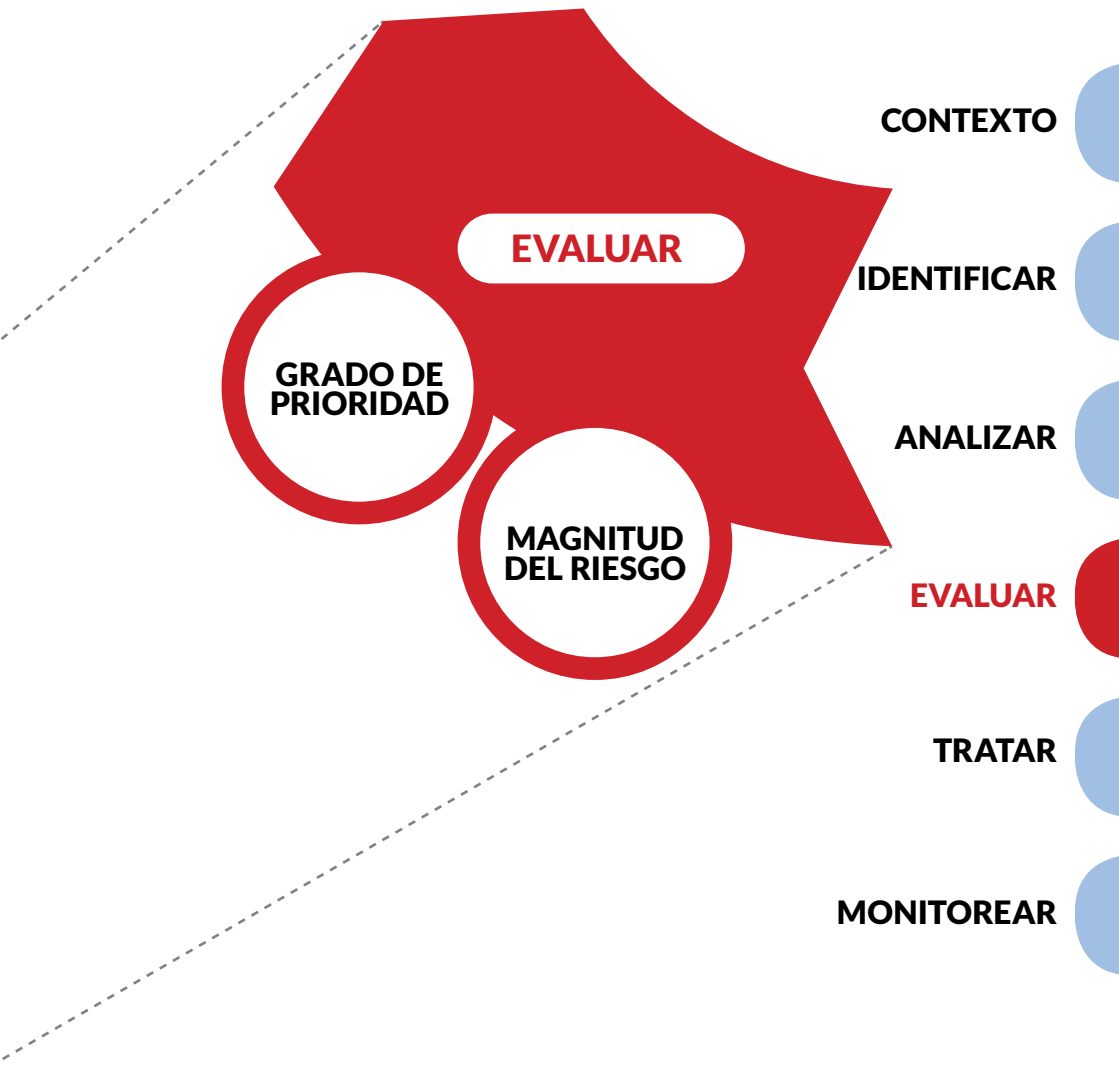 EVALUAR
GRADO DE
PRIORIDAD
MAGNITUD
DEL RIESGO
CONTEXTO
IDENTIFICAR
ANALIZAR
EVALUAR
TRATAR
MONITOREAR